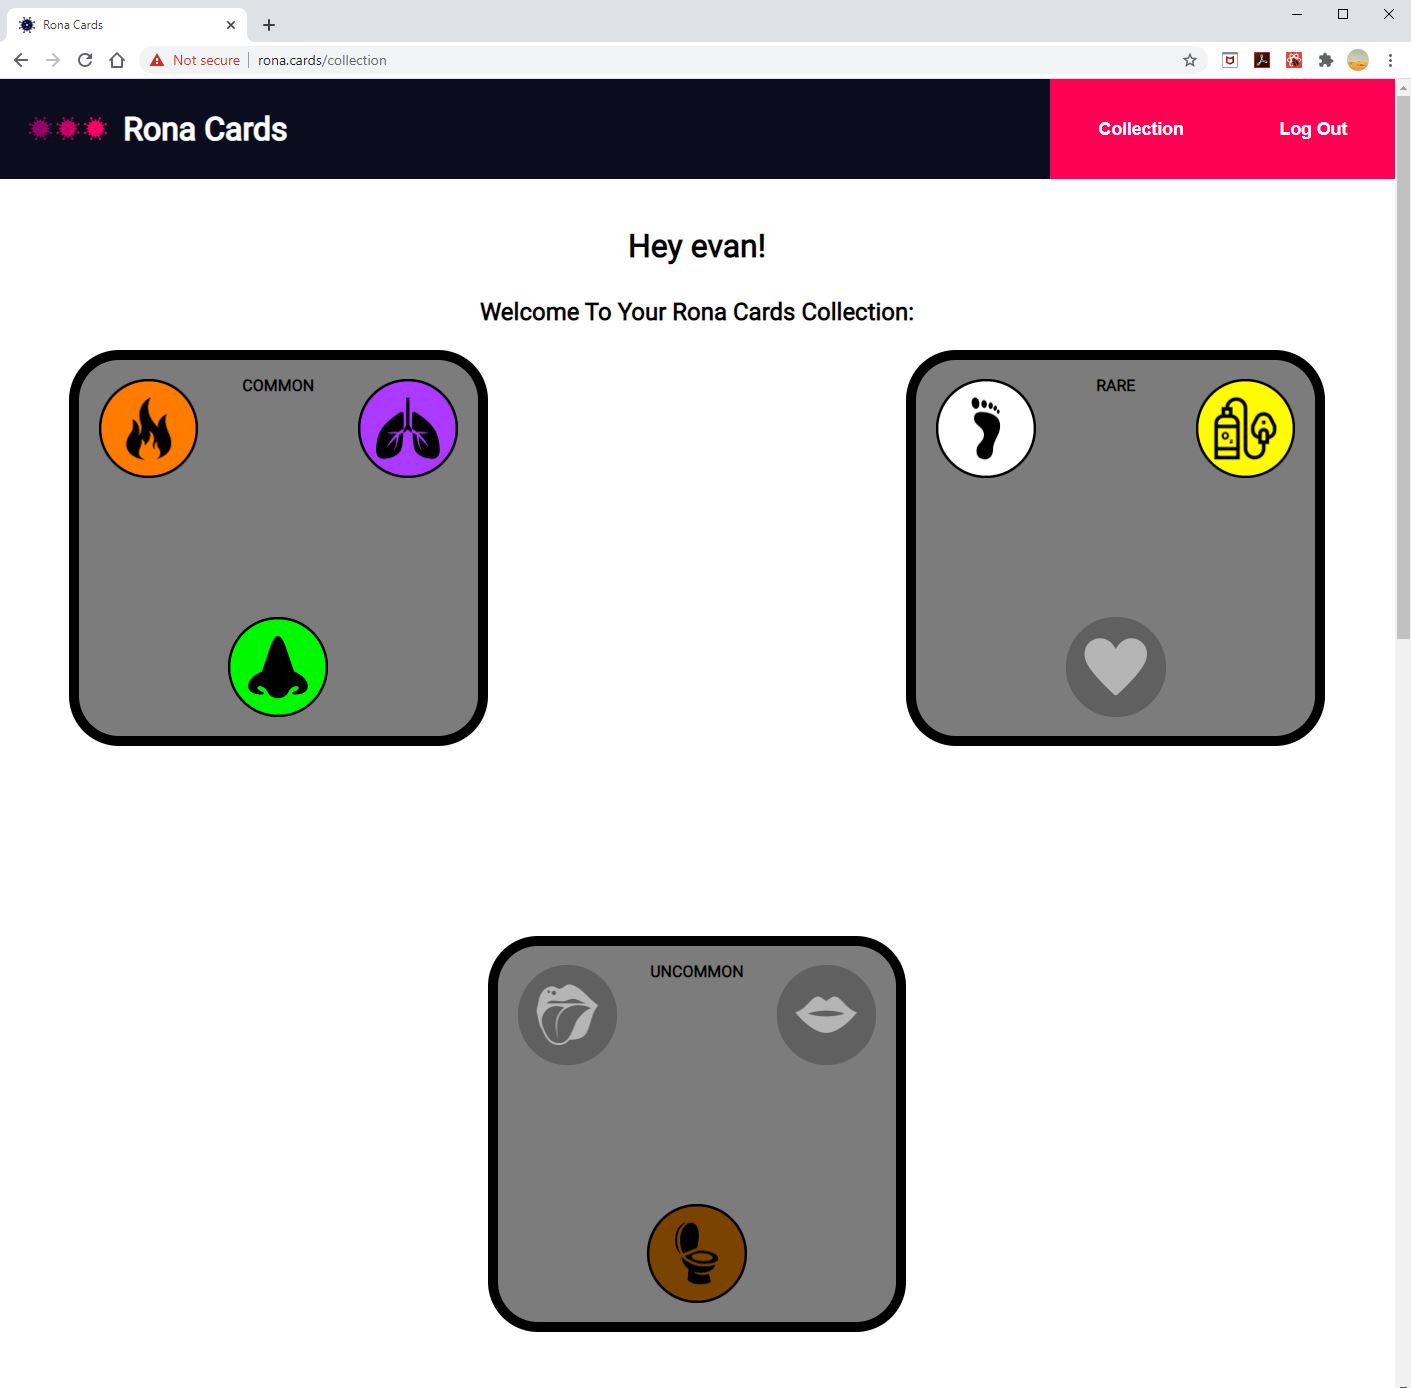 Rona Cards
Not secure
rona.cards/collection
Rona Cards
Collection
Log Out
Hey evan!
Welcome To Your Rona Cards Collection:
COMMON
RARE
O₂
UNCOMMON